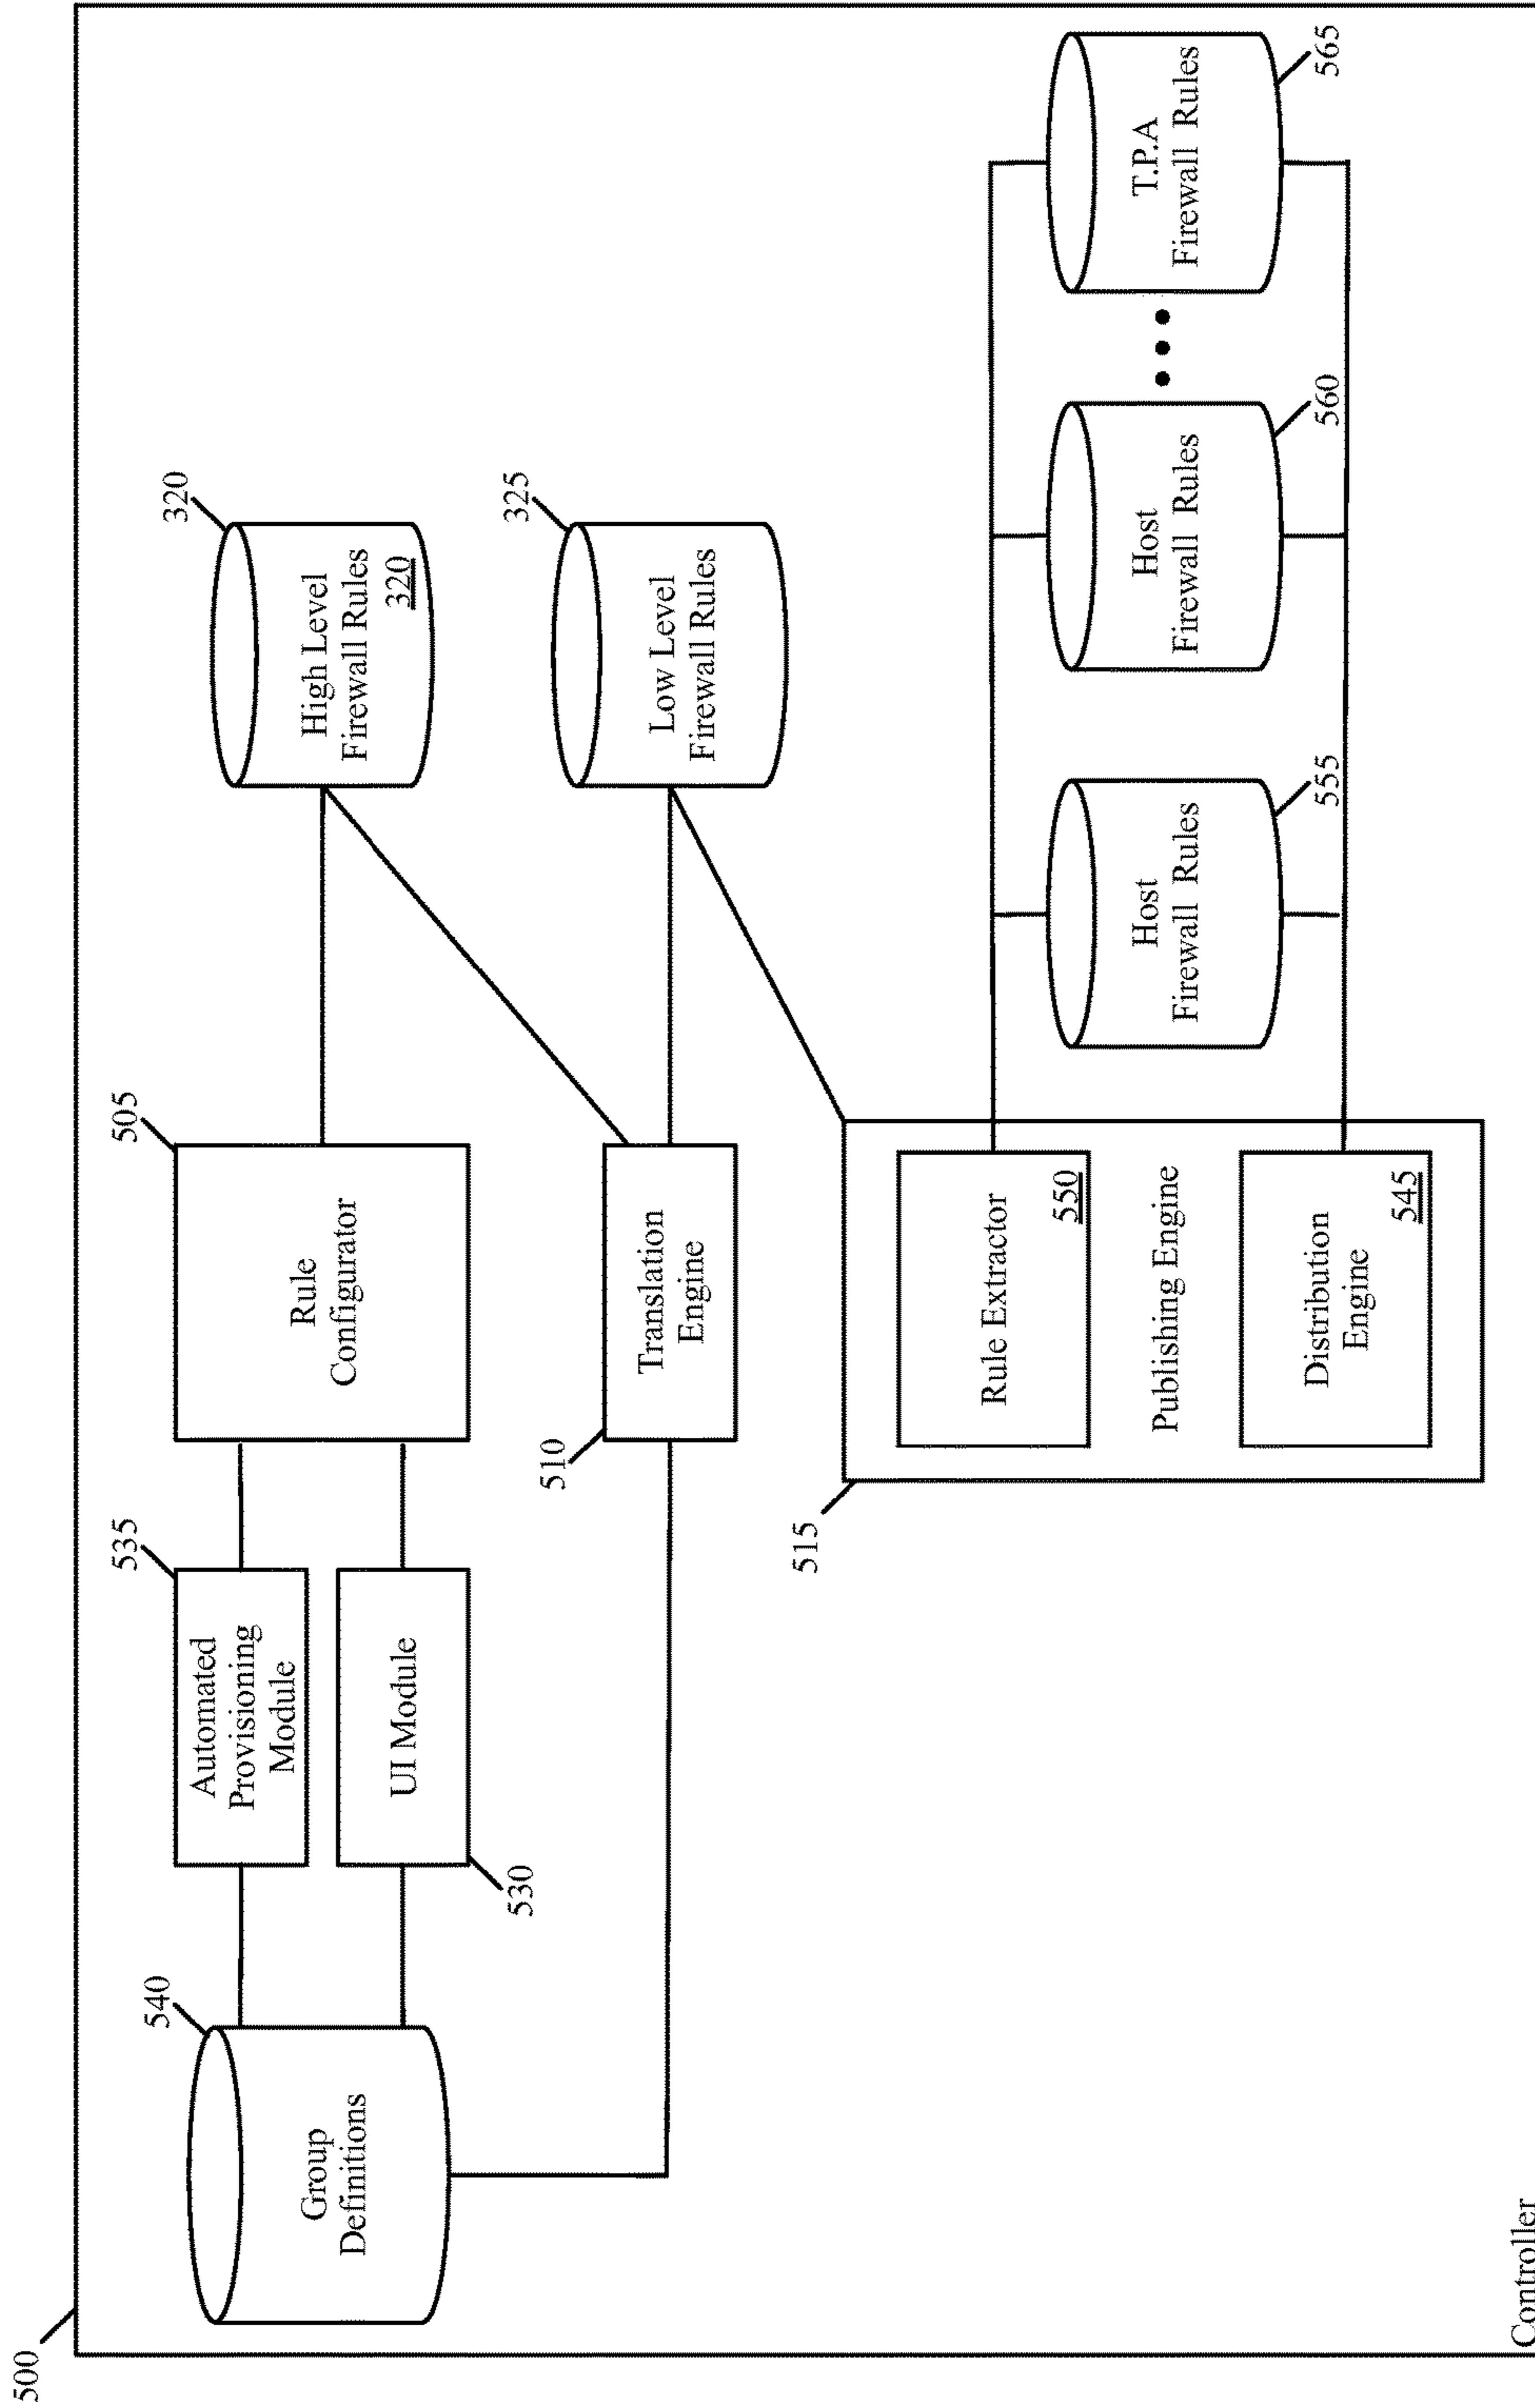 500
540
Group
Definitions
535
Automated
Provisioning
Module
UI Module
530
505
Rule
Configurator
320
High Level
Firewall Rules
320
510
Translation
Engine
325
Low Level
Firewall Rules
515
Rule Extractor
550
Publishing Engine
Distribution
Engine
545
Host
Firewall Rules
555
Host
Firewall Rules
560
T.P.A
Firewall Rules
565
Controller